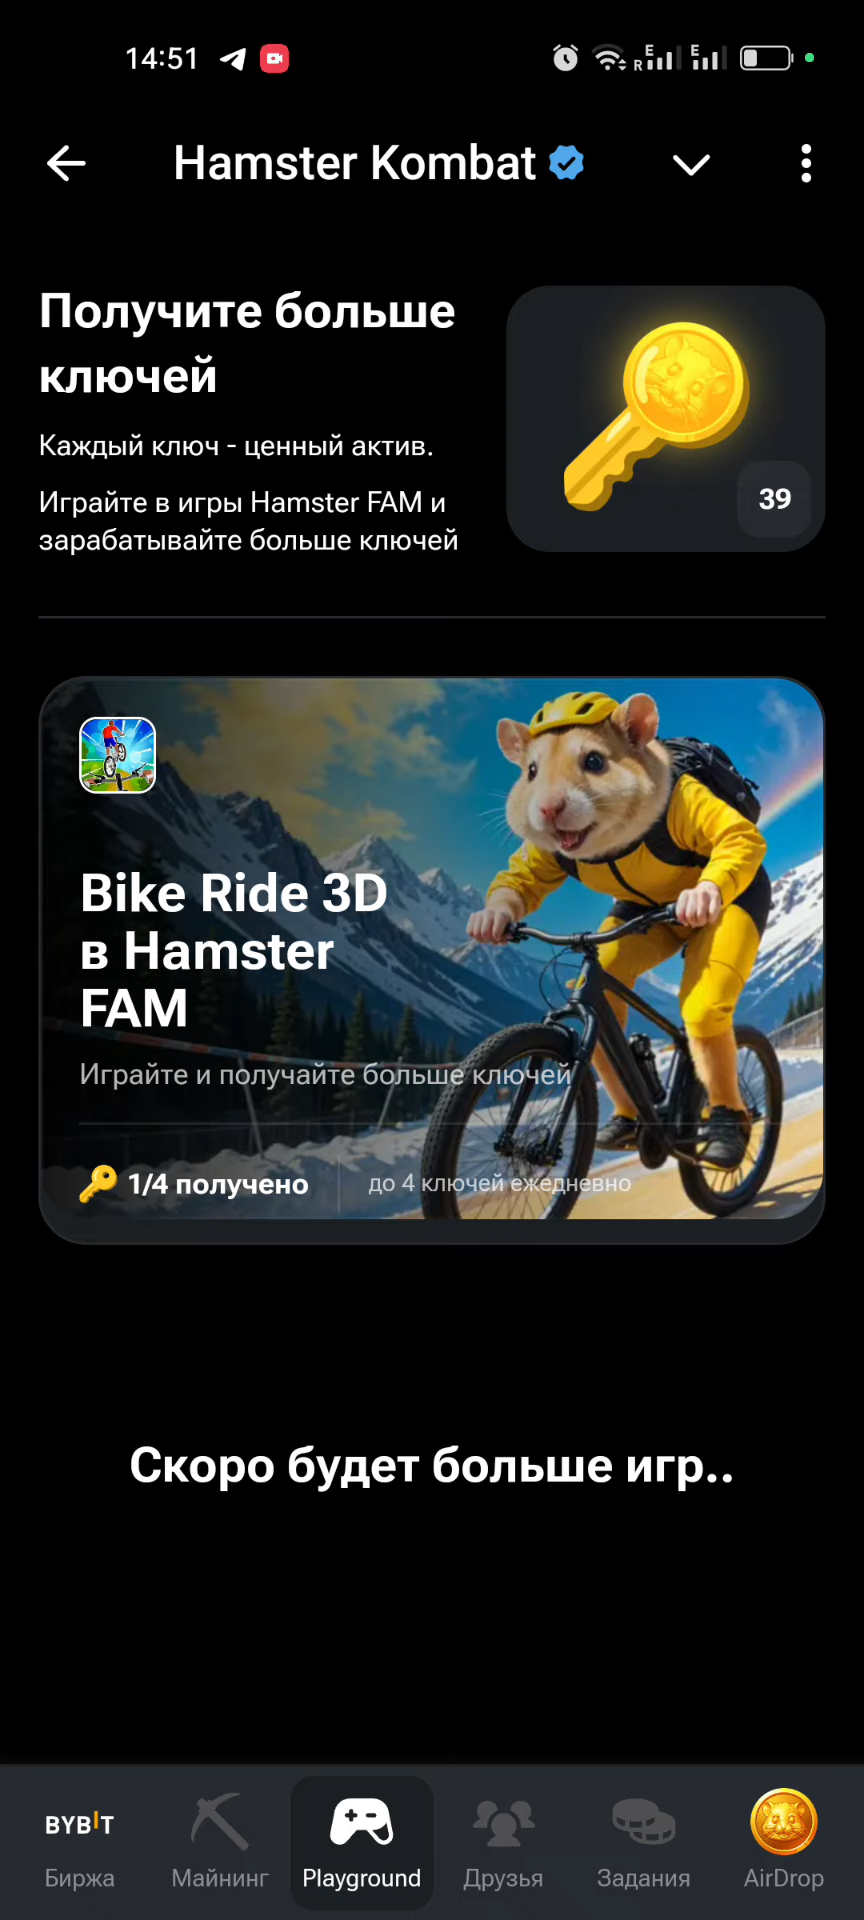 14:51
R E E
Hamster Kombat
Получите больше
ключей
Каждый ключ - ценный актив.
Играйте в игры Hamster FAM и
зарабатывайте больше ключей
39
Bike Ride 3D
в Hamster
FAM
Играйте и получайте больше ключей
1/4 получено
до 4 ключей ежедневно
Скоро будет больше игр..
BYBIT
Биржа
Майнинг
Playground
Друзья
Задания
AirDrop